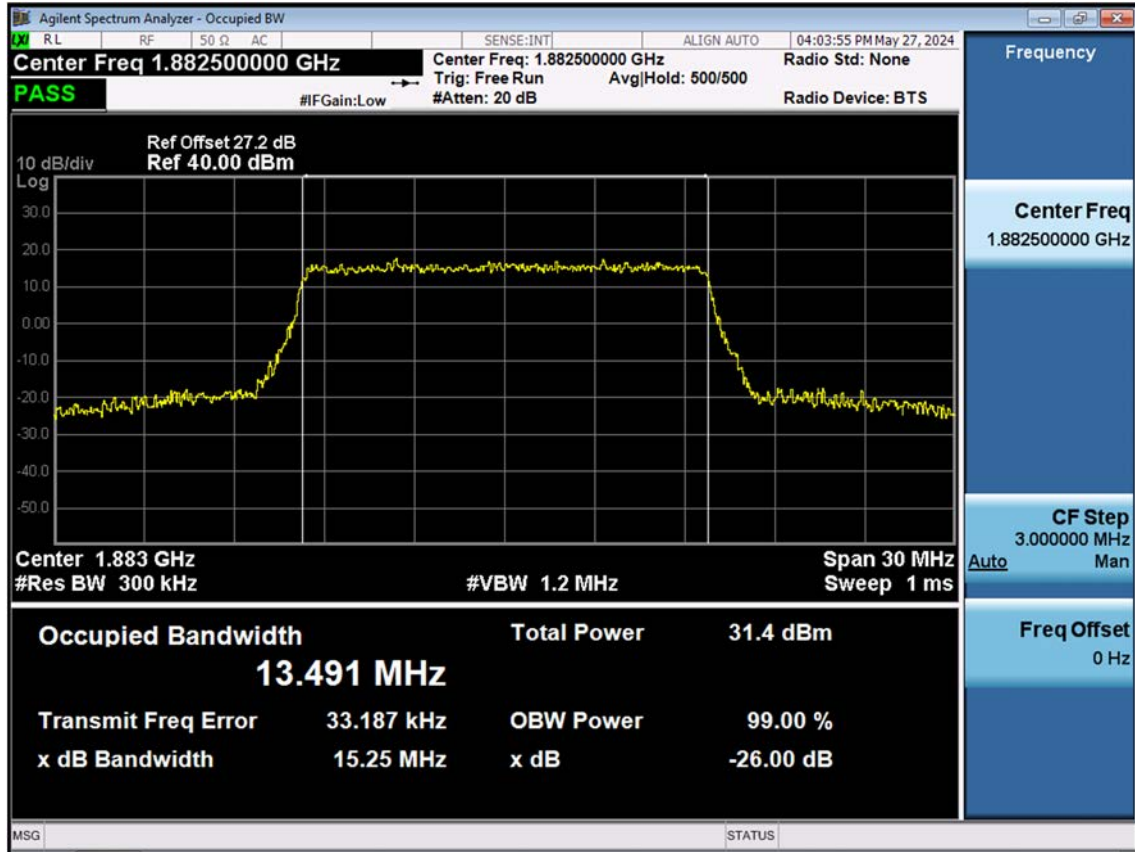 Agilent Spectrum Analyzer - Occupied BW
RL RF 50 Ω AC SENSE:INT ALIGN AUTO 04:03:55 PM May 27, 2024
Center Freq 1.882500000 GHz
Center Freq: 1.882500000 GHz Radio Std: None
Trig: Free Run Avg|Hold: 500/500
PASS
#IFGain:Low #Atten: 20 dB Radio Device: BTS
Ref Offset 27.2 dB
10 dB/div Ref 40.00 dBm
Log
30.0
20.0
10.0
0.00
-10.0
-20.0
-30.0
-40.0
-50.0
Center 1.883 GHz Span 30 MHz
#Res BW 300 kHz #VBW 1.2 MHz Sweep 1 ms
Occupied Bandwidth Total Power 31.4 dBm
13.491 MHz
Transmit Freq Error 33.187 kHz OBW Power 99.00 %
x dB Bandwidth 15.25 MHz x dB -26.00 dB
MSG STATUS
Frequency
Center Freq
1.882500000 GHz
CF Step
3.000000 MHz
Auto Man
Freq Offset
0 Hz